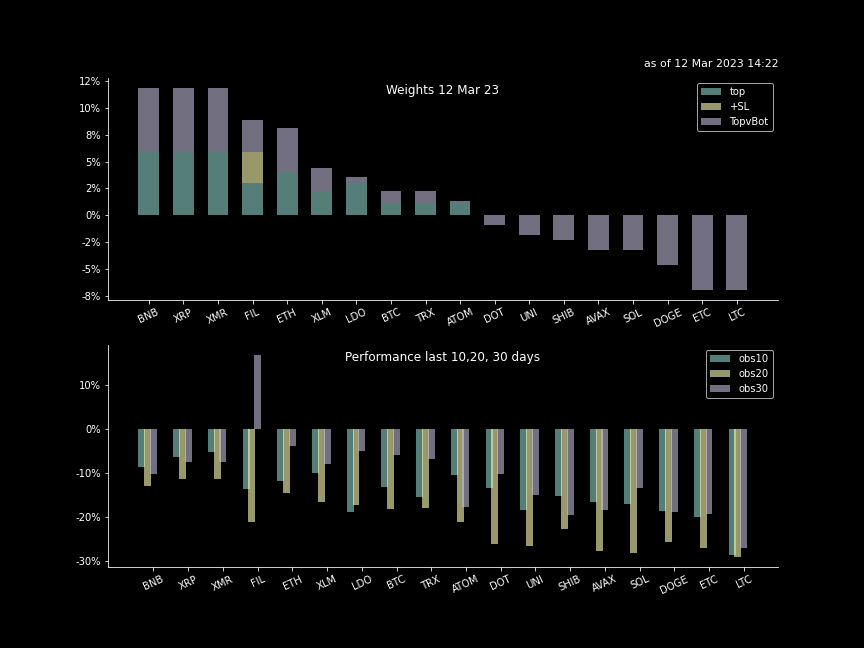 as of 12 Mar 2023 14:22
Weights 12 Mar 23
top
+SL
TopvBot
12%
10%
8%
5%
2%
0%
-2%
-5%
-8%
BNB XRP XMR FIL ETH XLM LDO BTC TRX ATOM DOT UNI SHIB AVAX SOL DOGE ETC LTC
Performance last 10,20, 30 days
obs10
obs20
obs30
10%
0%
-10%
-20%
-30%
BNB XRP XMR FIL ETH XLM LDO BTC TRX ATOM DOT UNI SHIB AVAX SOL DOGE ETC LTC